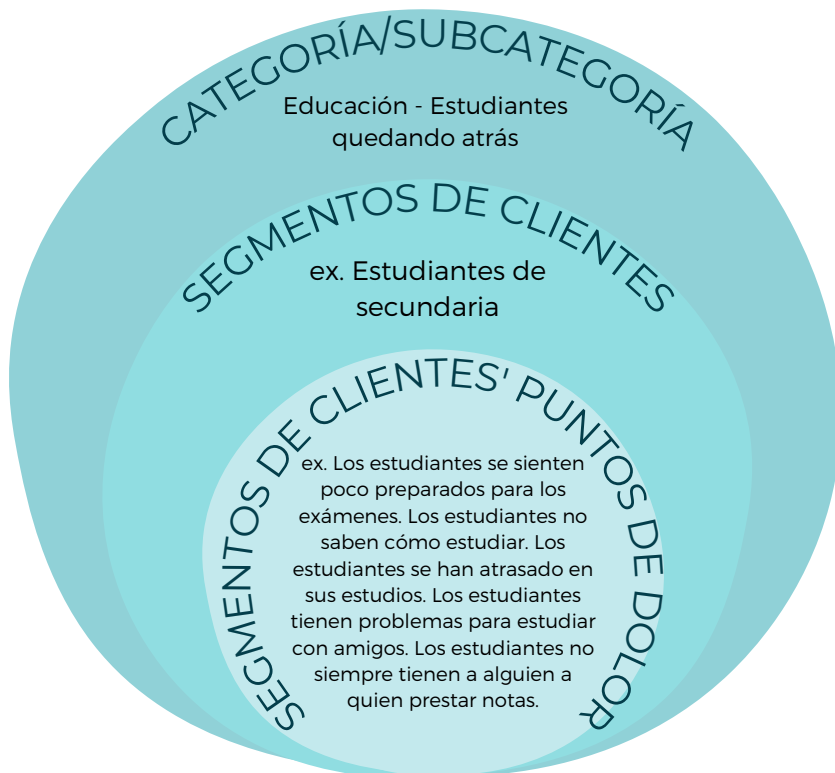 CATEGORÍA/SUBCATEGORÍA
Educación - Estudiantes
quedando atrás
SEGMENTOS DE CLIENTES
ex. Estudiantes de
secundaria
SEGMENTOS DE CLIENTES' PUNTOS DE DOLOR
ex. Los estudiantes se sienten
poco preparados para los
exámenes. Los estudiantes no
saben cómo estudiar. Los
estudiantes se han atrasado en
sus estudios. Los estudiantes
tienen problemas para estudiar
con amigos. Los estudiantes no
siempre tienen a alguien a
quien prestar notas.